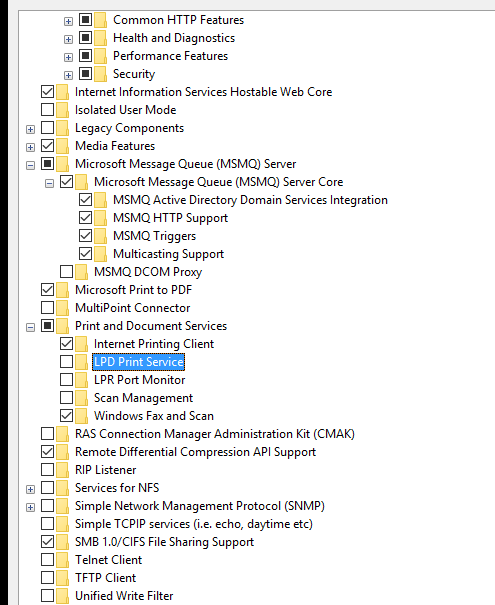 Common HTTP Features
Health and Diagnostics
Performance Features
Security
Internet Information Services Hostable Web Core
Isolated User Mode
Legacy Components
Media Features
Microsoft Message Queue (MSMQ) Server
Microsoft Message Queue (MSMQ) Server Core
MSMQ Active Directory Domain Services Integration
MSMQ HTTP Support
MSMQ Triggers
Multicasting Support
MSMQ DCOM Proxy
Microsoft Print to PDF
MultiPoint Connector
Print and Document Services
Internet Printing Client
LPD Print Service
LPR Port Monitor
Scan Management
Windows Fax and Scan
RAS Connection Manager Administration Kit (CMAK)
Remote Differential Compression API Support
RIP Listener
Services for NFS
Simple Network Management Protocol (SNMP)
Simple TCPIP services (i.e. echo, daytime etc)
SMB 1.0/CIFS File Sharing Support
Telnet Client
TFTP Client
Unified Write Filter